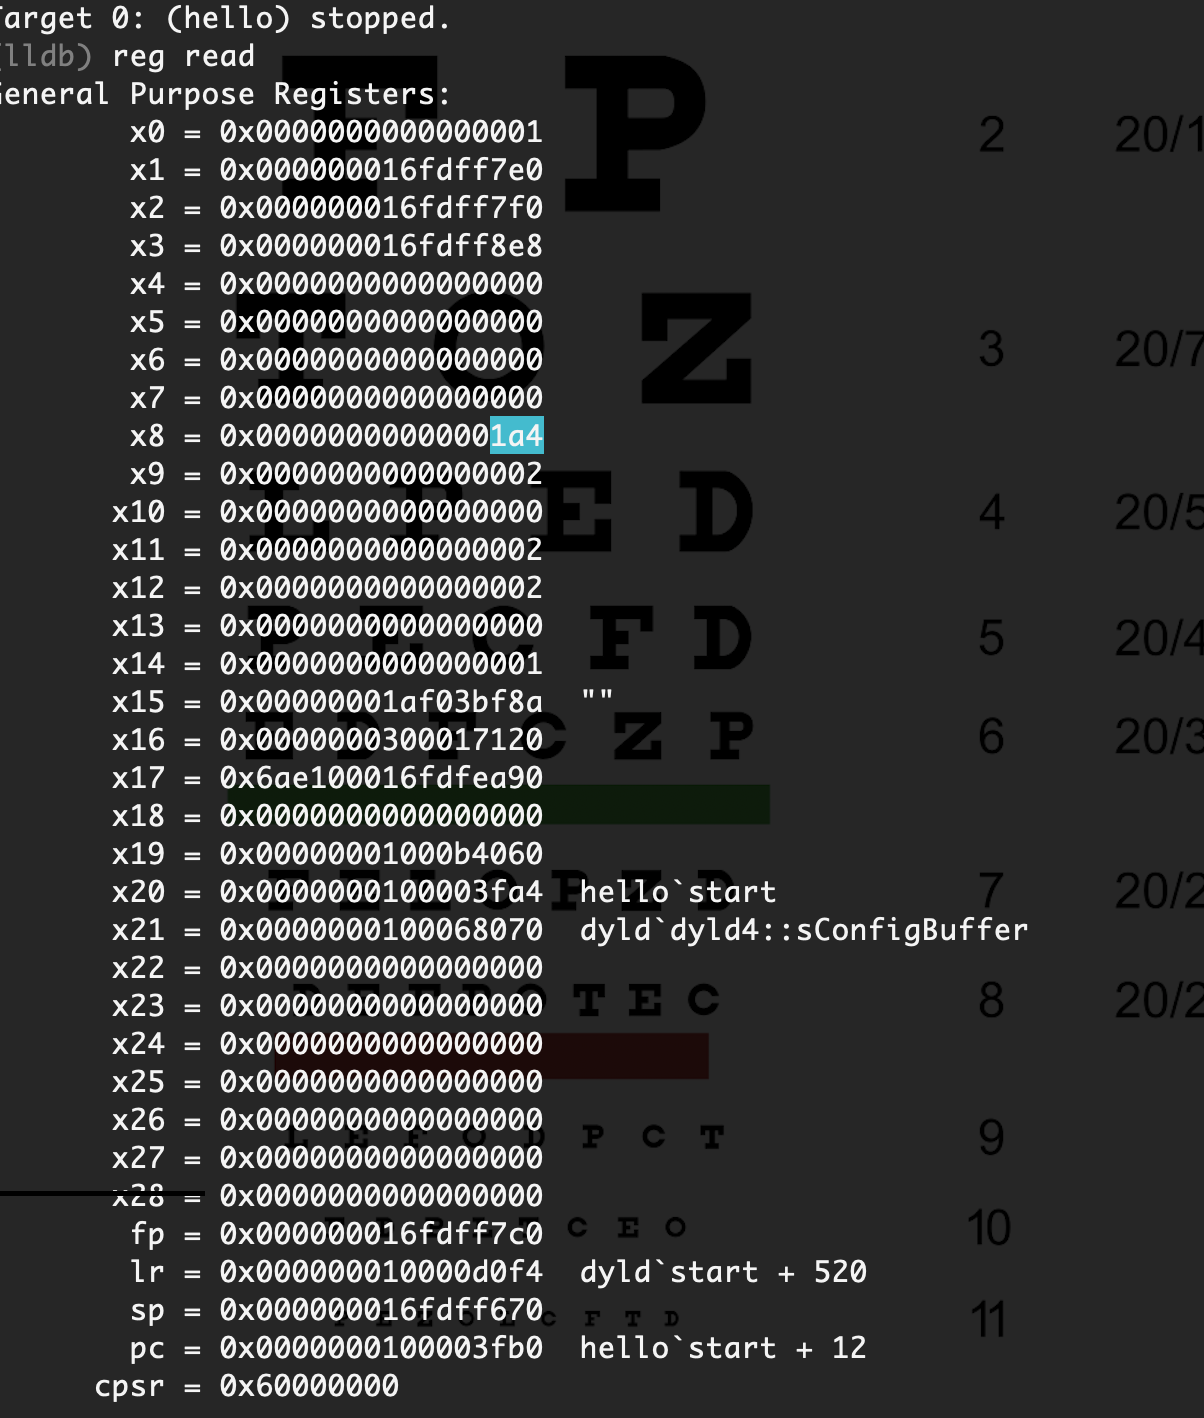 Target 0: (hello) stopped.
(lldb) reg read
General Purpose Registers:
x0 = 0x0000000000000001
x1 = 0x000000016fdff7e0
x2 = 0x000000016fdff7f0
x3 = 0x000000016fdff8e8
x4 = 0x0000000000000000
x5 = 0x0000000000000000
x6 = 0x0000000000000000
x7 = 0x0000000000000000
x8 = 0x00000000000001a4
x9 = 0x0000000000000002
x10 = 0x0000000000000000
x11 = 0x0000000000000002
x12 = 0x0000000000000002
x13 = 0x0000000000000000
x14 = 0x0000000000000001
x15 = 0x00000001af03bf8a ""
x16 = 0x0000000300017120
x17 = 0x6ae100016fdfea90
x18 = 0x0000000000000000
x19 = 0x00000001000b4060
x20 = 0x0000000100003fa4 hello`start
x21 = 0x0000000100068070 dyld`dyld4::sConfigBuffer
x22 = 0x0000000000000000
x23 = 0x0000000000000000
x24 = 0x0000000000000000
x25 = 0x0000000000000000
x26 = 0x0000000000000000
x27 = 0x0000000000000000
x28 = 0x0000000000000000
fp = 0x000000016fdff7c0
lr = 0x000000010000d0f4 dyld`start + 520
sp = 0x000000016fdff670
pc = 0x0000000100003fb0 hello`start + 12
cpsr = 0x60000000
F P 2 20/1
T O Z 3 20/7
L P E D 4 20/5
P E C F D 5 20/4
E D F C Z P 6 20/3
F E L O P Z D 7 20/2
D E F P O T E C 8 20/2
L E F O D P C T 9
F D P L T C E O 10
P E Z O L C F T D 11